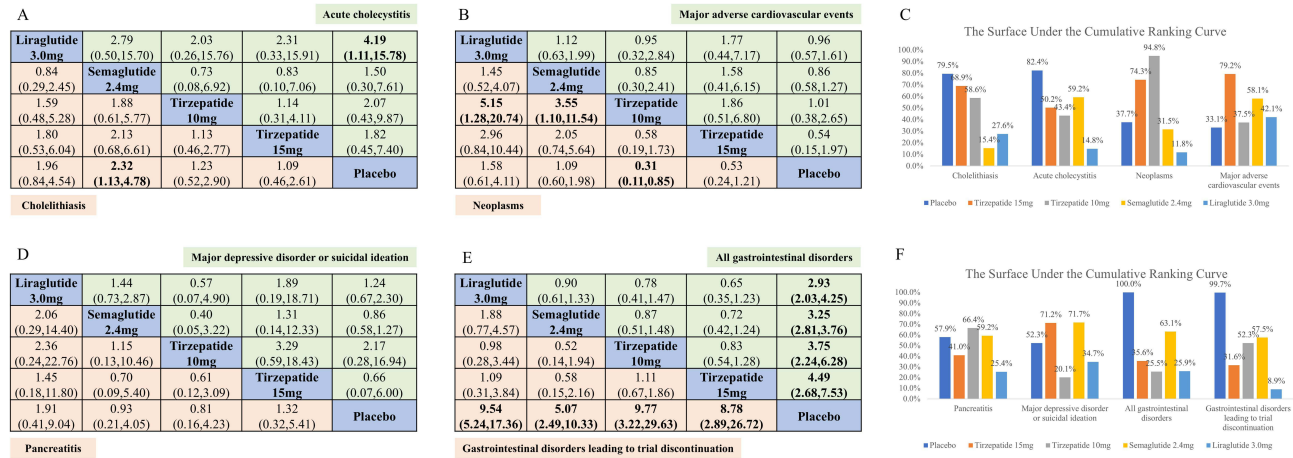 A
Acute cholecystitis
Liraglutide 3.0mg 2.79 2.03 2.31 4.19
(0.50,15.70) (0.26,15.76) (0.33,15.91) (1.11,15.78)
0.84 Semaglutide 2.4mg 0.73 0.83 1.50
(0.29,2.45) (0.08,6.92) (0.10,7.06) (0.30,7.61)
1.59 1.88 Tirzepatide 10mg 1.14 2.07
(0.48,5.28) (0.61,5.77) (0.31,4.11) (0.43,9.87)
1.80 2.13 1.13 Tirzepatide 15mg 1.82
(0.53,6.04) (0.68,6.61) (0.46,2.77) (0.45,7.40)
1.96 2.32 1.23 1.09 Placebo
(0.84,4.54) (1.13,4.78) (0.52,2.90) (0.46,2.61)
Cholelithiasis
B
Major adverse cardiovascular events
Liraglutide 3.0mg 1.12 0.95 1.77 0.96
(0.63,1.99) (0.32,2.84) (0.44,7.17) (0.57,1.61)
1.45 Semaglutide 2.4mg 0.85 1.58 0.86
(0.52,4.07) (0.30,2.41) (0.41,6.15) (0.58,1.27)
5.15 3.55 Tirzepatide 10mg 1.86 1.01
(1.28,20.74) (1.10,11.54) (0.51,6.80) (0.38,2.65)
2.96 2.05 0.58 Tirzepatide 15mg 0.54
(0.84,10.44) (0.74,5.64) (0.19,1.73) (0.15,1.97)
1.58 1.09 0.31 0.53 Placebo
(0.61,4.11) (0.60,1.98) (0.11,0.85) (0.24,1.21)
Neoplasms
C
The Surface Under the Cumulative Ranking Curve
100.0%
90.0%
80.0%
70.0%
60.0%
50.0%
40.0%
30.0%
20.0%
10.0%
0.0%
79.5% 68.9% 58.6% 15.4% 27.6%
82.4% 50.2% 43.4% 59.2% 14.8%
37.7% 74.3% 94.8% 31.5% 11.8%
33.1% 79.2% 37.5% 58.1% 42.1%
Cholelithiasis Acute cholecystitis Neoplasms Major adverse
cardiovascular events
Placebo Tirzepatide 15mg Tirzepatide 10mg Semaglutide 2.4mg Liraglutide 3.0mg
D
Major depressive disorder or suicidal ideation
Liraglutide 3.0mg 1.44 0.57 1.89 1.24
(0.73,2.87) (0.07,4.90) (0.19,18.71) (0.67,2.30)
2.06 Semaglutide 2.4mg 0.40 1.31 0.86
(0.29,14.40) (0.05,3.22) (0.14,12.33) (0.58,1.27)
2.36 1.15 Tirzepatide 10mg 3.29 2.17
(0.24,22.76) (0.13,10.46) (0.59,18.43) (0.28,16.94)
1.45 0.70 0.61 Tirzepatide 15mg 0.66
(0.18,11.80) (0.09,5.40) (0.12,3.09) (0.07,6.00)
1.91 0.93 0.81 1.32 Placebo
(0.41,9.04) (0.21,4.05) (0.16,4.23) (0.32,5.41)
Pancreatitis
E
All gastrointestinal disorders
Liraglutide 3.0mg 0.90 0.78 0.65 2.93
(0.61,1.33) (0.41,1.47) (0.35,1.23) (2.03,4.25)
1.88 Semaglutide 2.4mg 0.87 0.72 3.25
(0.77,4.57) (0.51,1.48) (0.42,1.24) (2.81,3.76)
0.98 0.52 Tirzepatide 10mg 0.83 3.75
(0.28,3.44) (0.14,1.94) (0.54,1.28) (2.24,6.28)
1.09 0.58 1.11 Tirzepatide 15mg 4.49
(0.31,3.84) (0.15,2.16) (0.67,1.86) (2.68,7.53)
9.54 5.07 9.77 8.78 Placebo
(5.24,17.36) (2.49,10.33) (3.22,29.63) (2.89,26.72)
Gastrointestinal disorders leading to trial discontinuation
F
The Surface Under the Cumulative Ranking Curve
100.0%
90.0%
80.0%
70.0%
60.0%
50.0%
40.0%
30.0%
20.0%
10.0%
0.0%
57.9% 41.0% 66.4% 59.2% 25.4%
52.3% 71.2% 20.1% 71.7% 34.7%
100.0% 35.6% 25.5% 63.1% 25.9%
99.7% 31.6% 52.3% 57.5% 8.9%
Pancreatitis Major depressive disorder All gastrointestinal Gastrointestinal disorders
or suicidal ideation disorders leading to trial
discontinuation
Placebo Tirzepatide 15mg Tirzepatide 10mg Semaglutide 2.4mg Liraglutide 3.0mg